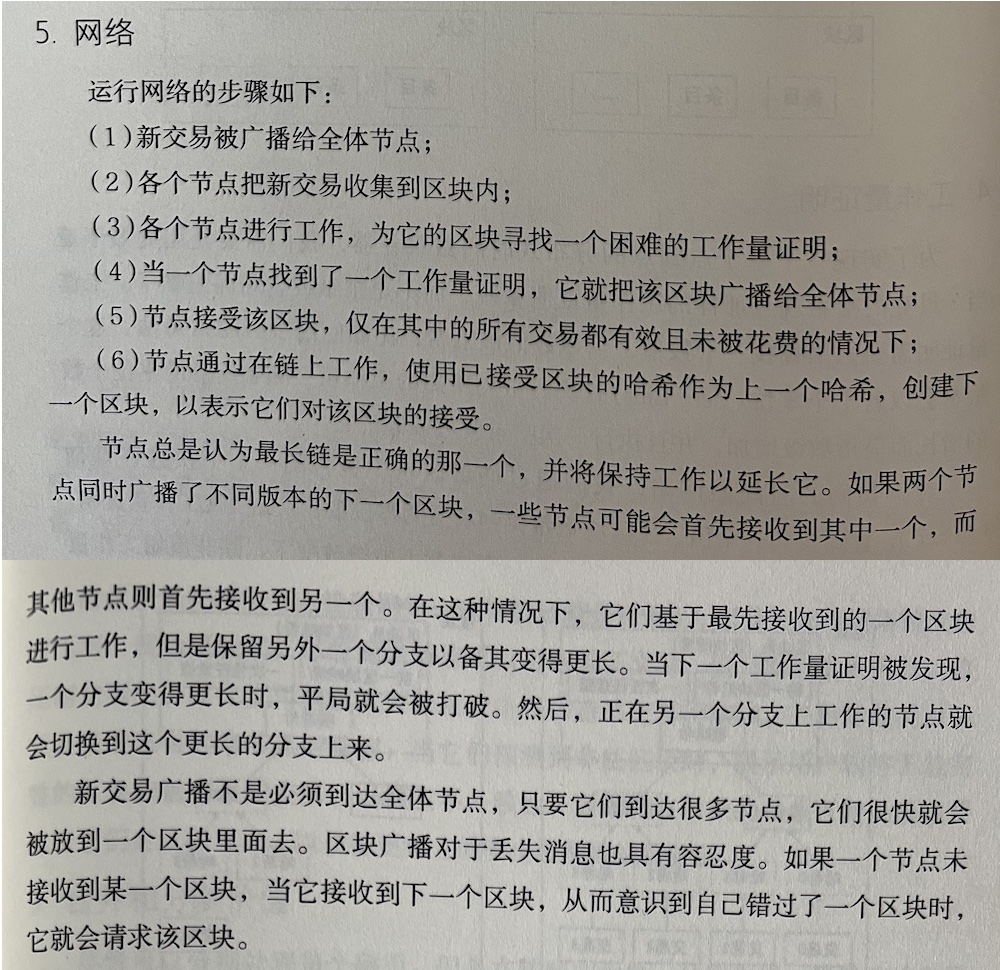 5. 网络
运行网络的步骤如下：
（1）新交易被广播给全体节点；
（2）各个节点把新交易收集到区块内；
（3）各个节点进行工作，为它的区块寻找一个困难的工作量证明；
（4）当一个节点找到了一个工作量证明，它就把该区块广播给全体节点；
（5）节点接受该区块，仅在其中的所有交易都有效且未被花费的情况下；
（6）节点通过在链上工作，使用已接受区块的哈希作为上一个哈希，创建下
一个区块，以表示它们对该区块的接受。
节点总是认为最长链是正确的那一个，并将保持工作以延长它。如果两个节
点同时广播了不同版本的下一个区块，一些节点可能会首先接收到其中一个，而
其他节点则首先接收到另一个。在这种情况下，它们基于最先接收到的一个区块
进行工作，但是保留另外一个分支以备其变得更长。当下一个工作量证明被发现，
一个分支变得更长时，平局就会被打破。然后，正在另一个分支上工作的节点就
会切换到这个更长的分支上来。
新交易广播不是必须到达全体节点，只要它们到达很多节点，它们很快就会
被放到一个区块里面去。区块广播对于丢失消息也具有容忍度。如果一个节点未
接收到某一个区块，当它接收到下一个区块，从而意识到自己错过了一个区块时，
它就会请求该区块。